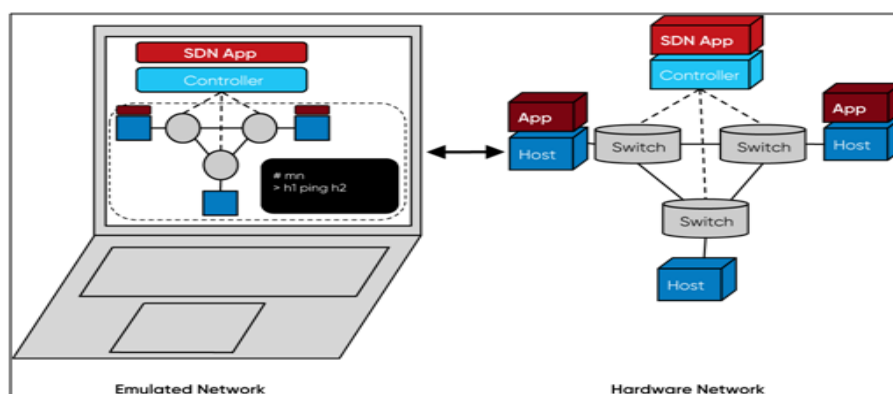 SDN App
Controller
# mn
> h1 ping h2
Emulated Network
SDN App
Controller
App
Host
App
Host
Switch
Switch
Switch
Host
Hardware Network